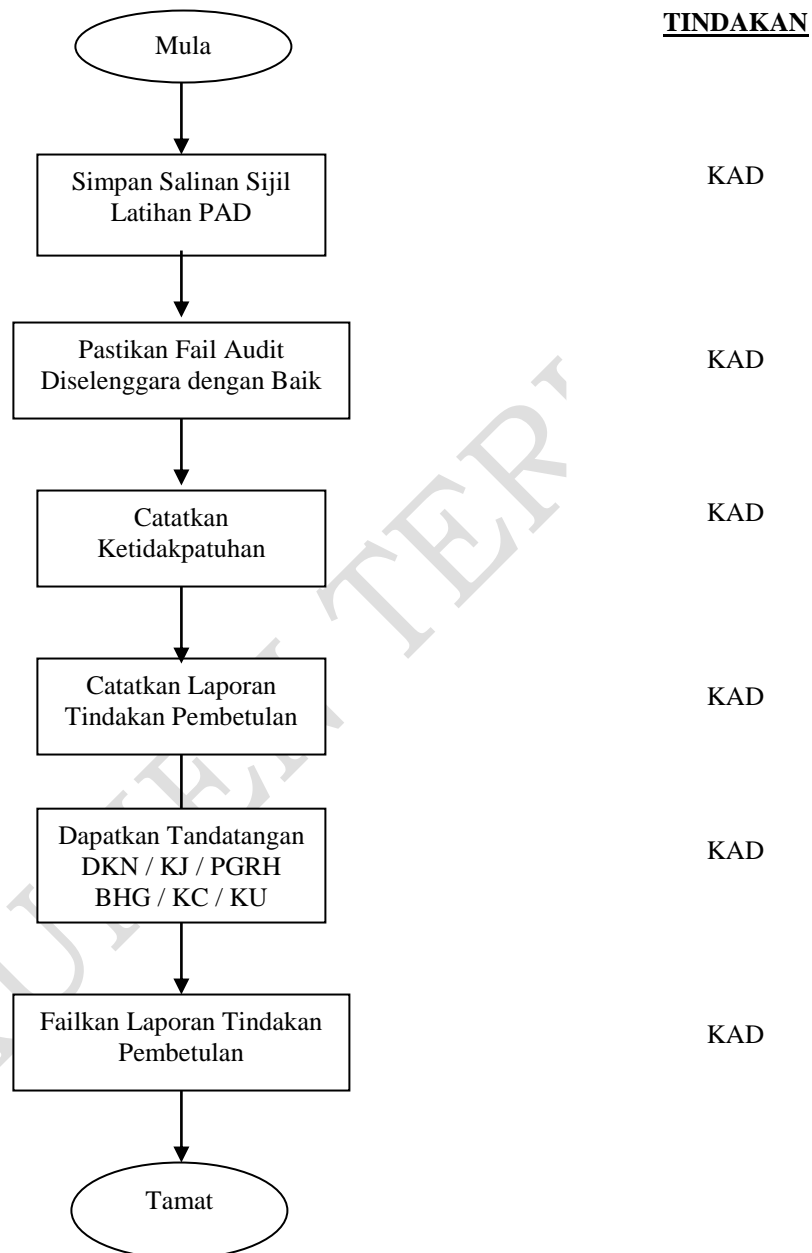 TINDAKAN
Mula
Simpan Salinan Sijil
Latihan PAD
KAD
Pastikan Fail Audit
Diselenggara dengan Baik
KAD
Catatkan
Ketidakpatuhan
KAD
Catatkan Laporan
Tindakan Pembetulan
KAD
Dapatkan Tandatangan
DKN / KJ / PGRH
BHG / KC / KU
KAD
Failkan Laporan Tindakan
Pembetulan
KAD
Tamat